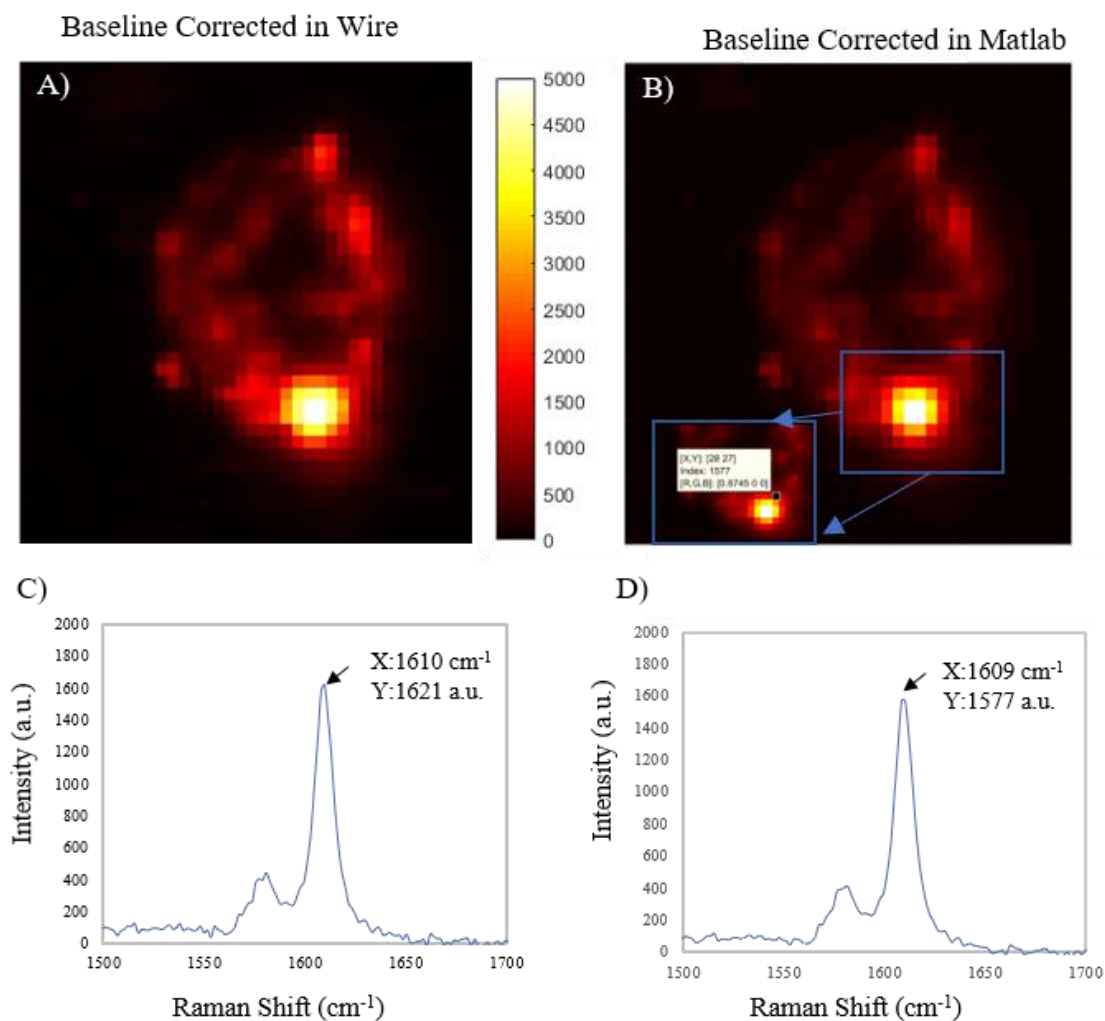 Baseline Corrected in Wire
Baseline Corrected in Matlab
A)
5000
4500
4000
3500
3000
2500
2000
1500
1000
500
0
B)
[X,Y]: [28 27]
Index: 1577
[R,G,B]: [0.8745 0 0]
C)
2000
1800
1600
1400
1200
1000
800
600
400
200
0
X:1610 cm⁻¹
Y:1621 a.u.
1500
1550
1600
1650
1700
Intensity (a.u.)
Raman Shift (cm⁻¹)
D)
2000
1800
1600
1400
1200
1000
800
600
400
200
0
X:1609 cm⁻¹
Y:1577 a.u.
1500
1550
1600
1650
1700
Intensity (a.u.)
Raman Shift (cm⁻¹)